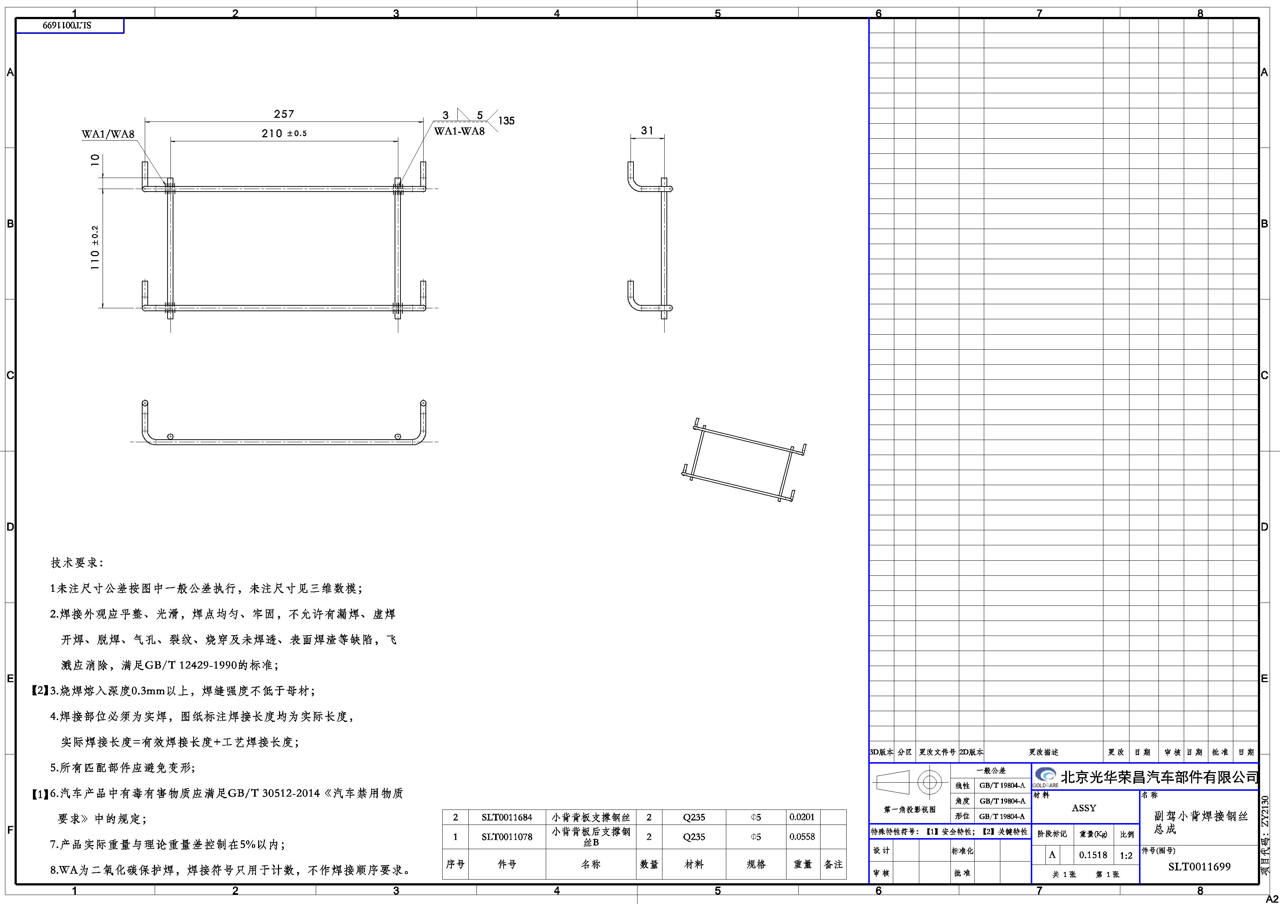 1 2 3 4 5 6 7 8
SLT0011699
A
B
C
D
E
F
A
B
C
D
E
F
257
210 ±0.5
WA1/WA8
10
110 ±0.2
3 5 135
WA1-WA8
31
技术要求：
1未注尺寸公差按图中一般公差执行，未注尺寸见三维数模；
2.焊接外观应平整、光滑，焊点均匀、牢固，不允许有漏焊、虚焊
开焊、脱焊、气孔、裂纹、烧穿及未焊透、表面焊渣等缺陷，飞
溅应消除，满足GB/T 12429-1990的标准；
【2】3.烧焊熔入深度0.3mm以上，焊缝强度不低于母材；
4.焊接部位必须为实焊，图纸标注焊接长度均为实际长度，
实际焊接长度=有效焊接长度+工艺焊接长度；
5.所有匹配部件应避免变形；
【1】6.汽车产品中有毒有害物质应满足GB/T 30512-2014《汽车禁用物质
要求》中的规定；
7.产品实际重量与理论重量差控制在5%以内；
8.WA为二氧化碳保护焊，焊接符号只用于计数，不作焊接顺序要求。
2 SLT0011684 小背背板支撑钢丝 2 Q235 ∅5 0.0201
1 SLT0011078 小背背板后支撑钢丝B 2 Q235 ∅5 0.0558
序号 件号 名称 数量 材料 规格 重量 备注
3D版本 分区 更改文件号 2D版本 更改描述 更改 日期 审核 日期 批准 日期
第一角投影视图
一般公差
线性 GB/T 19804-A
角度 GB/T 19804-A
形位 GB/T 19804-A
特殊特性符号：【1】安全特性；【2】关键特性
设计 标准化
审核 批准
GOLDRARE
北京光华荣昌汽车部件有限公司
材料
ASSY
名称
副驾小背焊接钢丝
总成
阶段标记 重量(Kg) 比例
A 0.1518 1:2
共 1 张 第 1 张
件号(图号)
SLT0011699
项目代码：ZY2130
1 2 3 4 5 6 7 8
A2